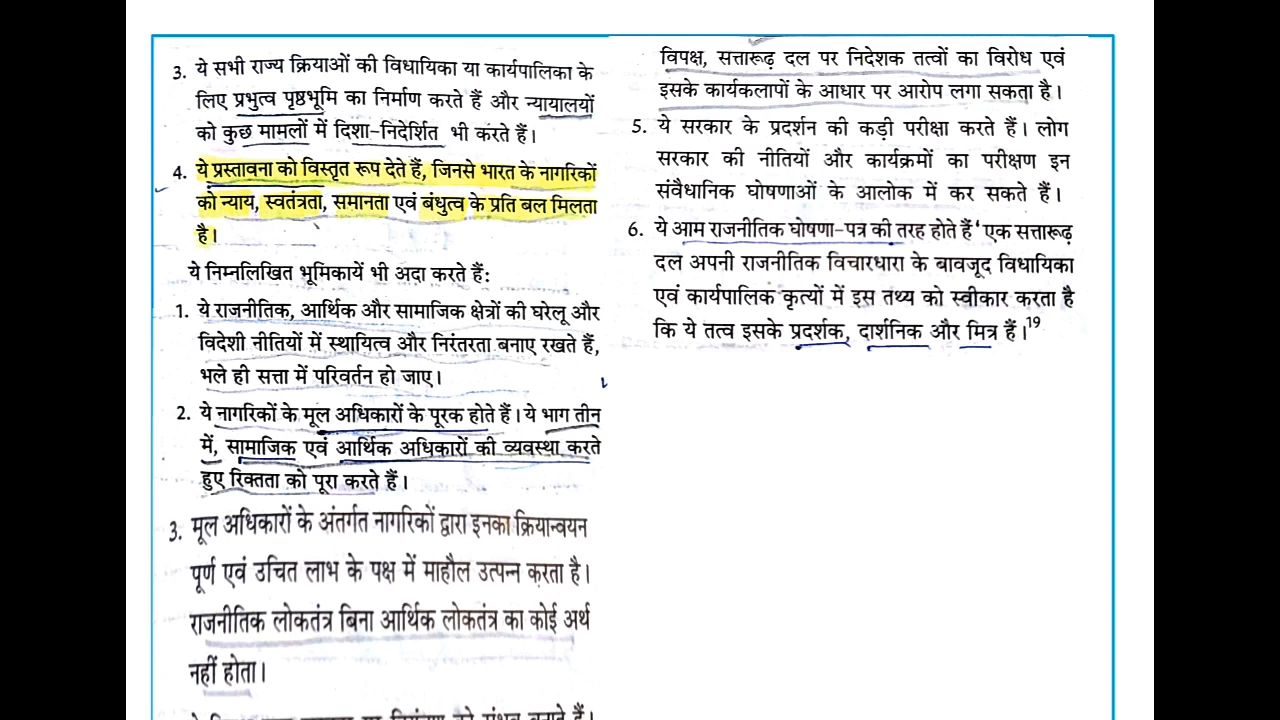 3. ये सभी राज्य क्रियाओं की विधायिका या कार्यपालिका के
लिए प्रभुत्व पृष्ठभूमि का निर्माण करते हैं और न्यायालयों
को कुछ मामलों में दिशा-निदेर्शित भी करते हैं।
4. ये प्रस्तावना को विस्तृत रूप देते हैं, जिनसे भारत के नागरिकों
को न्याय, स्वतंत्रता, समानता एवं बंधुत्व के प्रति बल मिलता
है।
ये निम्नलिखित भूमिकायें भी अदा करते हैं:
1. ये राजनीतिक, आर्थिक और सामाजिक क्षेत्रों की घरेलू और
विदेशी नीतियों में स्थायित्व और निरंतरता बनाए रखते हैं,
भले ही सत्ता में परिवर्तन हो जाए।
2. ये नागरिकों के मूल अधिकारों के पूरक होते हैं। ये भाग तीन
में, सामाजिक एवं आर्थिक अधिकारों की व्यवस्था करते
हुए रिक्तता को पूरा करते हैं।
3. मूल अधिकारों के अंतर्गत नागरिकों द्वारा इनका क्रियान्वयन
पूर्ण एवं उचित लाभ के पक्ष में माहौल उत्पन्न करता है।
राजनीतिक लोकतंत्र बिना आर्थिक लोकतंत्र का कोई अर्थ
नहीं होता।
विपक्ष, सत्तारूढ़ दल पर निदेशक तत्वों का विरोध एवं
इसके कार्यकलापों के आधार पर आरोप लगा सकता है।
5. ये सरकार के प्रदर्शन की कड़ी परीक्षा करते हैं। लोग
सरकार की नीतियों और कार्यक्रमों का परीक्षण इन
संवैधानिक घोषणाओं के आलोक में कर सकते हैं।
6. ये आम राजनीतिक घोषणा-पत्र की तरह होते हैं ‘एक सत्तारूढ़
दल अपनी राजनीतिक विचारधारा के बावजूद विधायिका
एवं कार्यपालिक कृत्यों में इस तथ्य को स्वीकार करता है
कि ये तत्व इसके प्रदर्शक, दार्शनिक और मित्र हैं।19